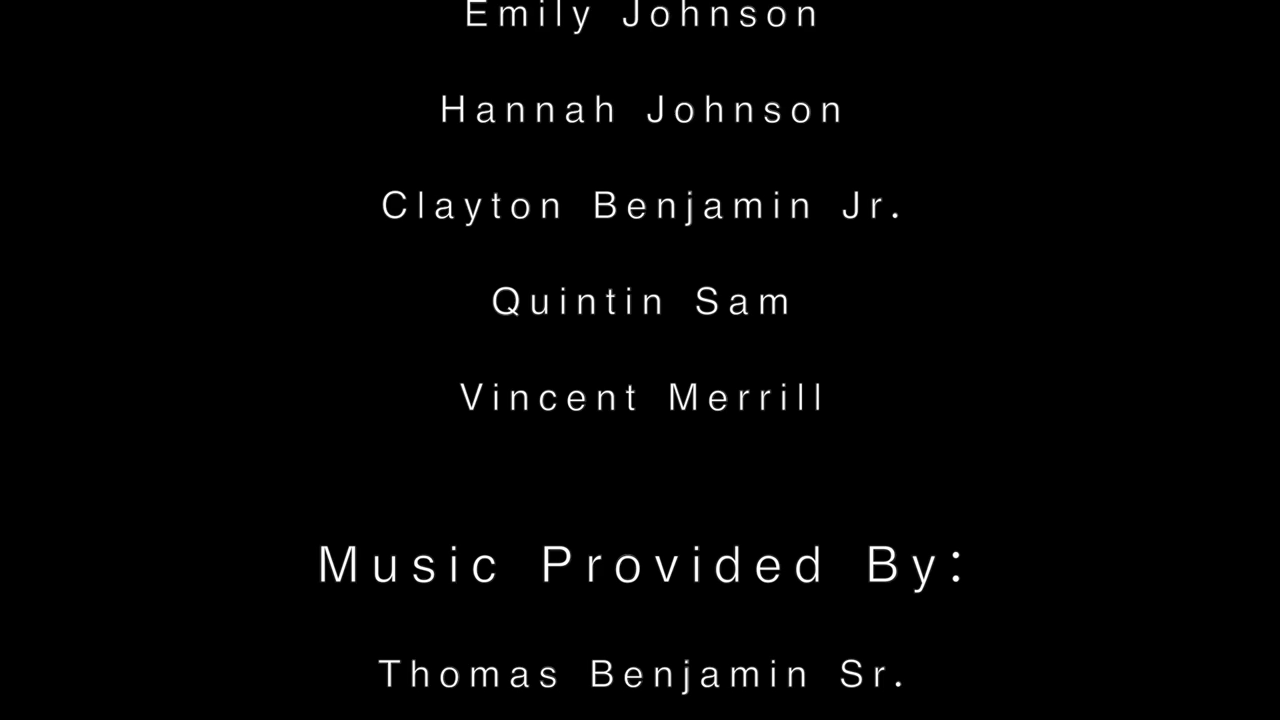 Emily Johnson
Hannah Johnson
Clayton Benjamin Jr.
Quintin Sam
Vincent Merrill
Music Provided By:
Thomas Benjamin Sr.